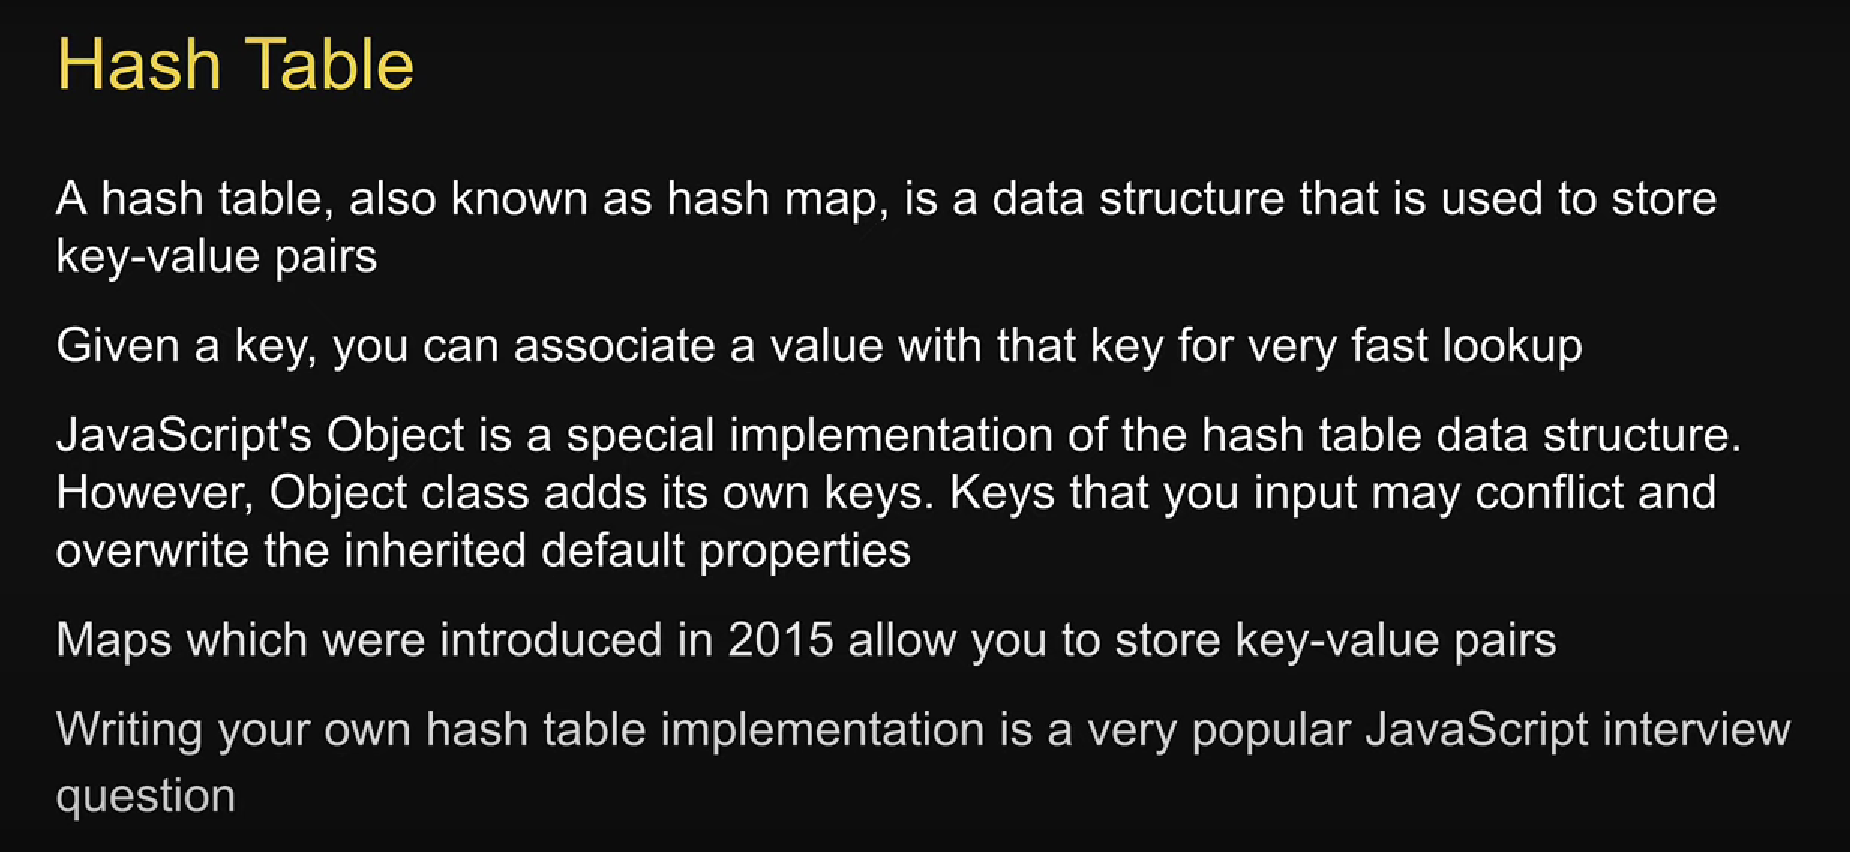 Hash Table
A hash table, also known as hash map, is a data structure that is used to store
key-value pairs
Given a key, you can associate a value with that key for very fast lookup
JavaScript's Object is a special implementation of the hash table data structure.
However, Object class adds its own keys. Keys that you input may conflict and
overwrite the inherited default properties
Maps which were introduced in 2015 allow you to store key-value pairs
Writing your own hash table implementation is a very popular JavaScript interview
question